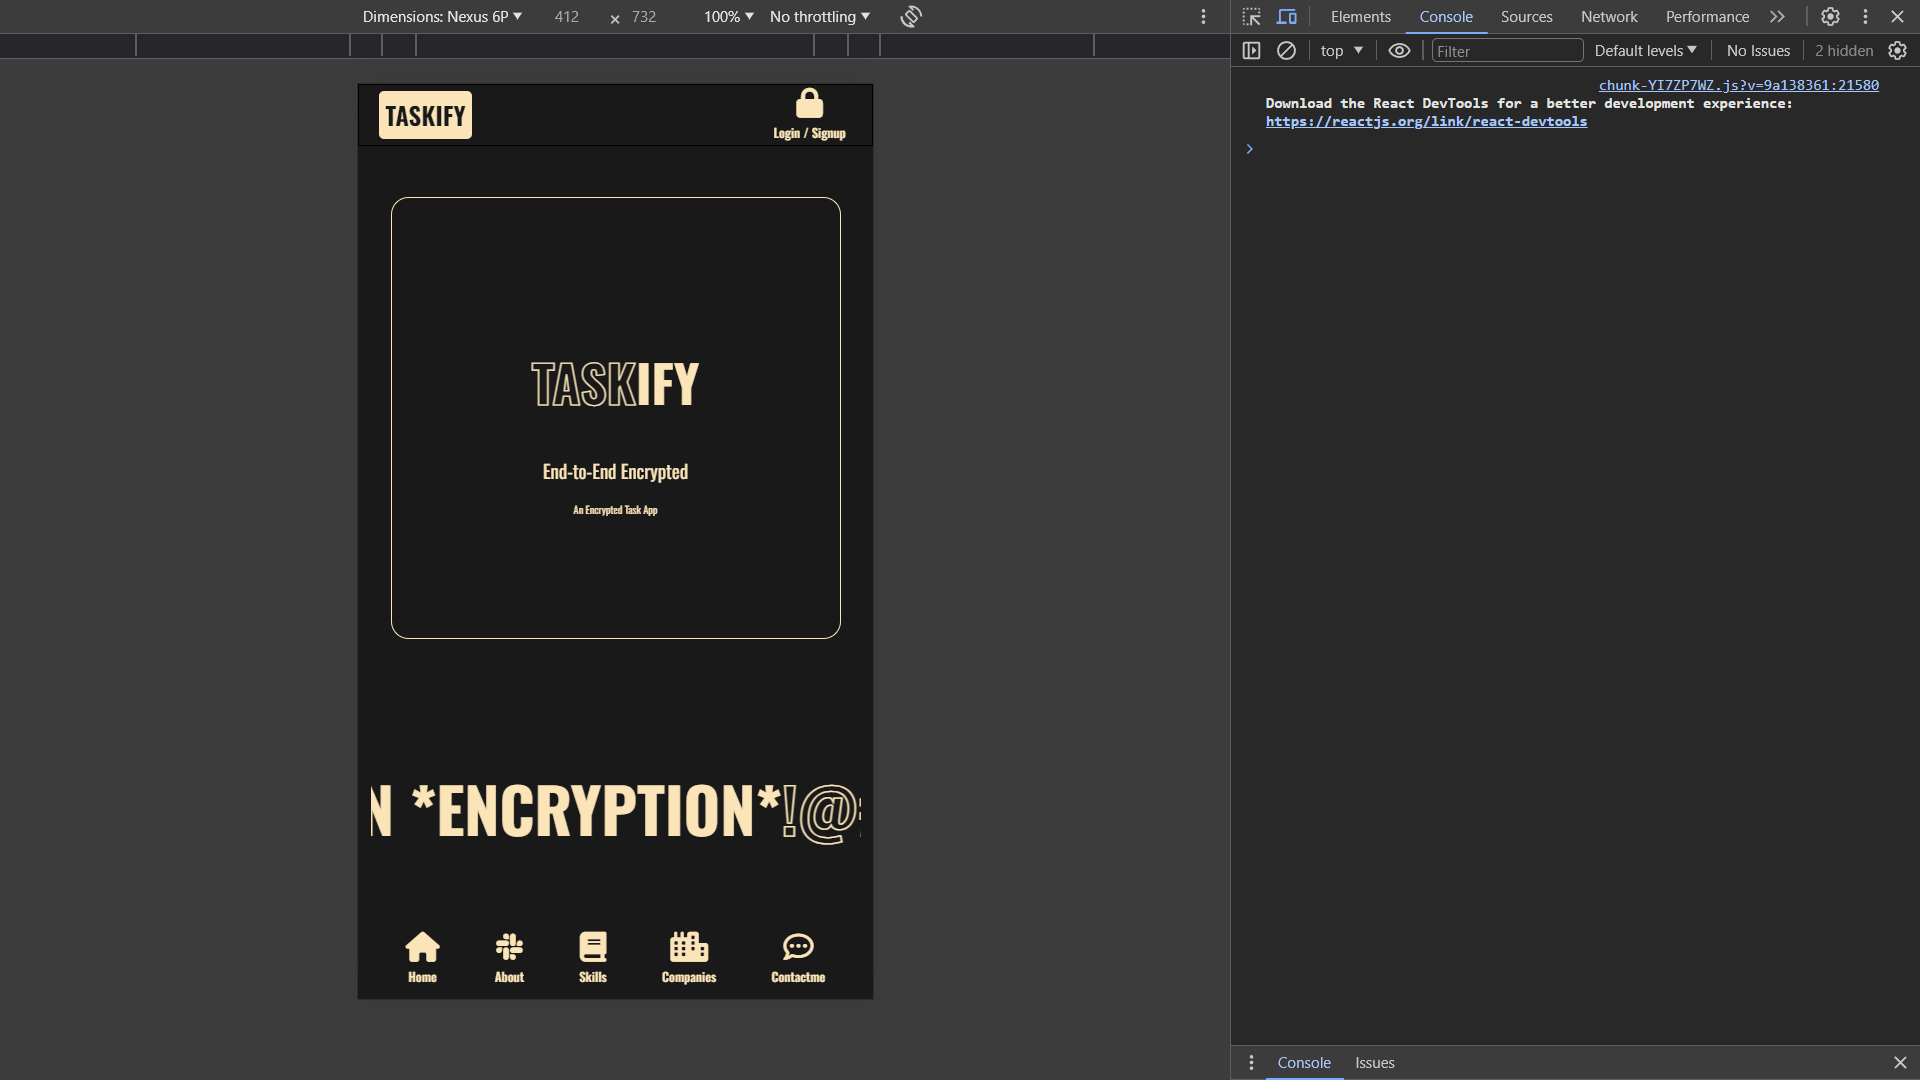 Dimensions: Nexus 6P 412 × 732 100% No throttling
Elements Console Sources Network Performance
top Filter Default levels No Issues 2 hidden
chunk-YI7ZP7WZ.js?v=9a138361:21580
Download the React DevTools for a better development experience:
https://reactjs.org/link/react-devtools
TASKIFY
Login / Signup
TASKIFY
End-to-End Encrypted
An Encrypted Task App
N *ENCRYPTION*!@
Home About Skills Companies Contactme
Console Issues